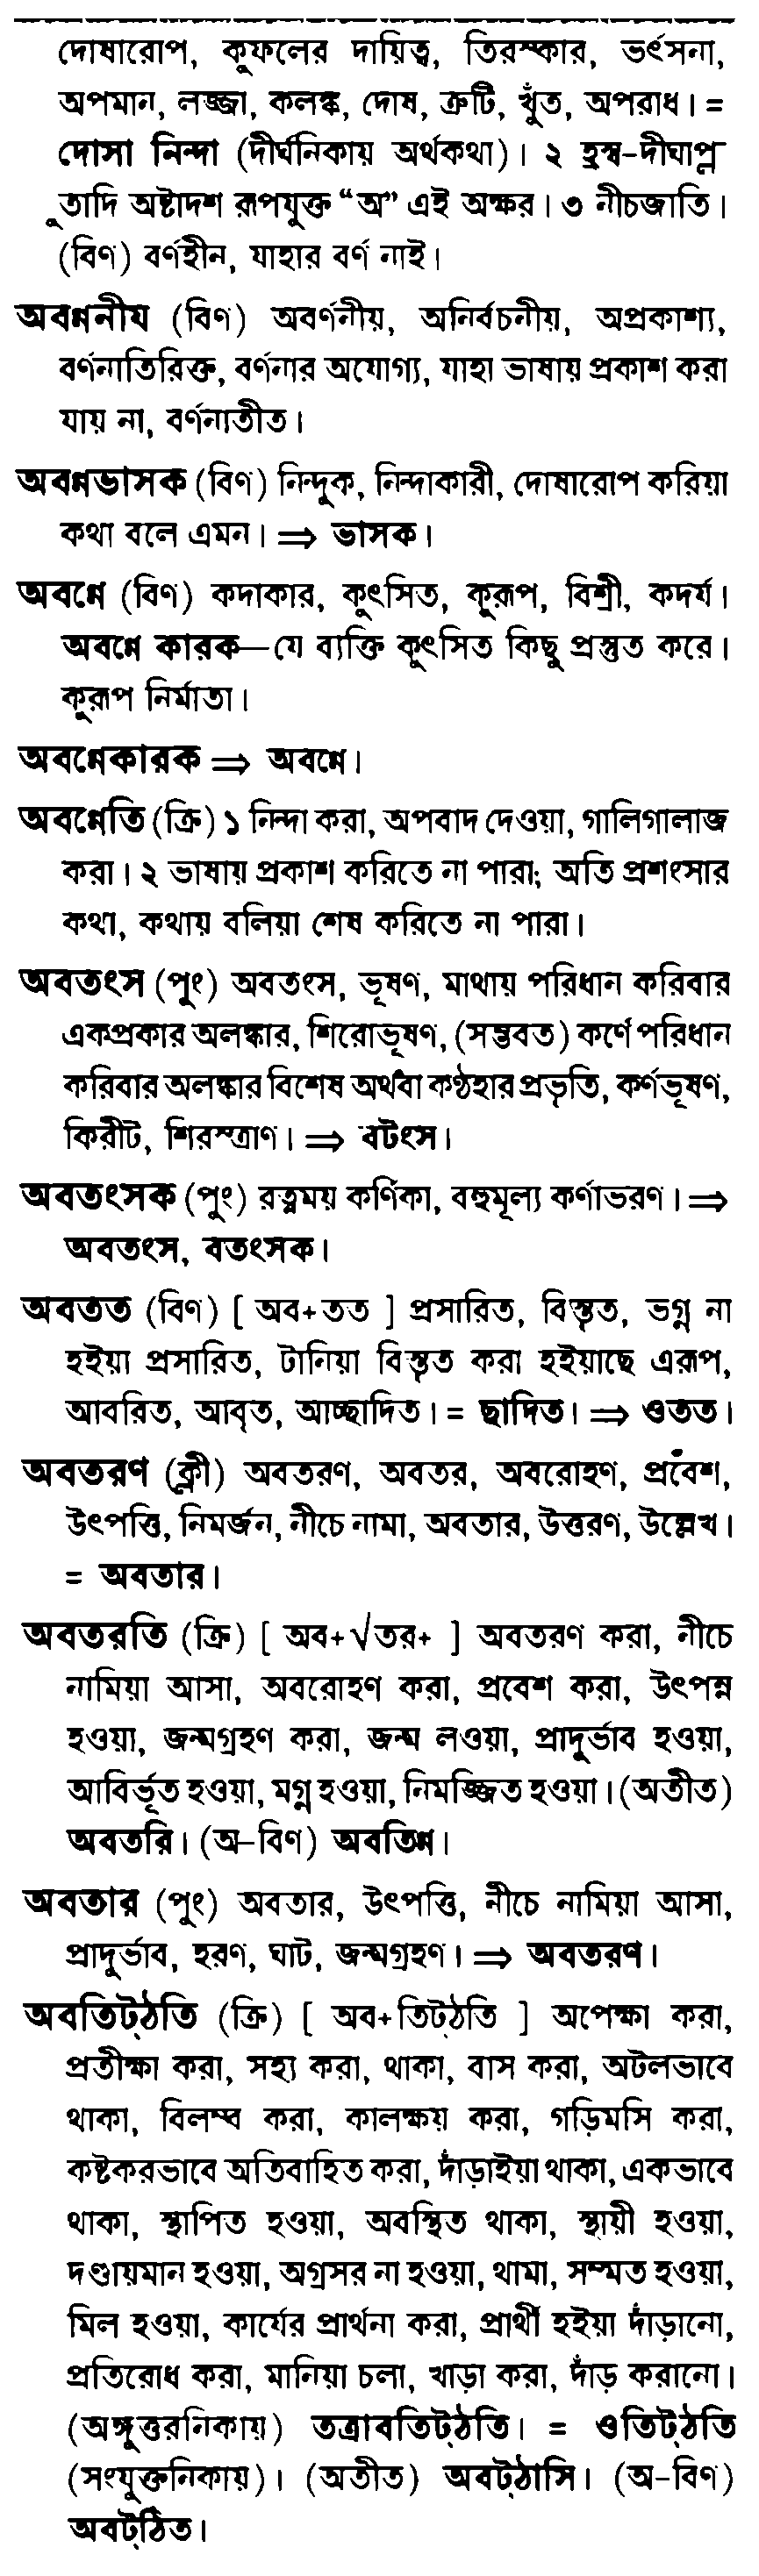 দোষারোপ, কুফলের দায়িত্ব, তিরস্কার, ভর্ৎসনা,
অপমান, লজ্জা, কলঙ্ক, দোষ, ত্রুটি, খুঁত, অপরাধ। =
দোসা নিন্দা (দীর্ঘনিকায় অর্থকথা)। ২ হ্রস্ব-দীর্ঘাপ্লু
তাদি অষ্টাদশ রূপযুক্ত “অ” এই অক্ষর। ৩ নীচজাতি।
(বিণ) বর্ণহীন, যাহার বর্ণ নাই।
অবণ্ননীয (বিণ) অবর্ণনীয়, অনির্বচনীয়, অপ্রকাশ্য,
বর্ণনাতিরিক্ত, বর্ণনার অযোগ্য, যাহা ভাষায় প্রকাশ করা
যায় না, বর্ণনাতীত।
অবণ্নভাসক (বিণ) নিন্দুক, নিন্দাকারী, দোষারোপ করিয়া
কথা বলে এমন। ⇒ ভাসক।
অবণ্নে (বিণ) কদাকার, কুৎসিত, কুরূপ, বিশ্রী, কদর্য।
অবণ্নে কারক—যে ব্যক্তি কুৎসিত কিছু প্রস্তুত করে।
কুরূপ নির্মাতা।
অবণ্নেকারক ⇒ অবণ্নে।
অবণ্নেতি (ক্রি) ১ নিন্দা করা, অপবাদ দেওয়া, গালিগালাজ
করা। ২ ভাষায় প্রকাশ করিতে না পারা; অতি প্রশংসার
কথা, কথায় বলিয়া শেষ করিতে না পারা।
অবতংস (পুং) অবতংস, ভূষণ, মাথায় পরিধান করিবার
একপ্রকার অলঙ্কার, শিরোভূষণ, (সম্ভবত) কর্ণে পরিধান
করিবার অলঙ্কার বিশেষ অথবা কণ্ঠহার প্রভৃতি, কর্ণভূষণ,
কিরীট, শিরস্ত্রাণ। ⇒ বটংস।
অবতংসক (পুং) রত্নময় কর্ণিকা, বহুমূল্য কর্ণাভরণ। ⇒
অবতংস, বতংসক।
অবতত (বিণ) [ অব+তত ] প্রসারিত, বিস্তৃত, ভগ্ন না
হইয়া প্রসারিত, টানিয়া বিস্তৃত করা হইয়াছে এরূপ,
আবরিত, আবৃত, আচ্ছাদিত। = ছাদিত। ⇒ ওতত।
অবতরণ (ক্লী) অবতরণ, অবতর, অবরোহণ, প্রবেশ,
উৎপত্তি, নিমর্জন, নীচে নামা, অবতার, উত্তরণ, উল্লেখ।
= অবতার।
অবতরতি (ক্রি) [ অব+√তর+ ] অবতরণ করা, নীচে
নামিয়া আসা, অবরোহণ করা, প্রবেশ করা, উৎপন্ন
হওয়া, জন্মগ্রহণ করা, জন্ম লওয়া, প্রাদুর্ভাব হওয়া,
আবির্ভূত হওয়া, মগ্ন হওয়া, নিমজ্জিত হওয়া। (অতীত)
অবতরি। (অ-বিণ) অবতিণ্ন।
অবতার (পুং) অবতার, উৎপত্তি, নীচে নামিয়া আসা,
প্রাদুর্ভাব, হরণ, ঘাট, জন্মগ্রহণ। ⇒ অবতরণ।
অবতিট্ঠতি (ক্রি) [ অব+তিট্ঠতি ] অপেক্ষা করা,
প্রতীক্ষা করা, সহ্য করা, থাকা, বাস করা, অটলভাবে
থাকা, বিলম্ব করা, কালক্ষয় করা, গড়িমসি করা,
কষ্টকরভাবে অতিবাহিত করা, দাঁড়াইয়া থাকা, একভাবে
থাকা, স্থাপিত হওয়া, অবস্থিত থাকা, স্থায়ী হওয়া,
দণ্ডায়মান হওয়া, অগ্রসর না হওয়া, থামা, সম্মত হওয়া,
মিল হওয়া, কার্যের প্রার্থনা করা, প্রার্থী হইয়া দাঁড়ানো,
প্রতিরোধ করা, মানিয়া চলা, খাড়া করা, দাঁড় করানো।
(অঙ্গুত্তরনিকায়) তত্রাবতিট্ঠতি। = ওতিট্ঠতি
(সংযুক্তনিকায়)। (অতীত) অবট্ঠাসি। (অ-বিণ)
অবট্ঠিত।